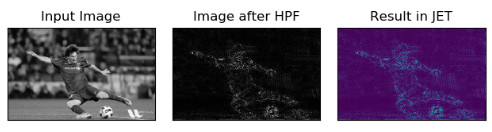 Input Image
Image after HPF
Result in JET